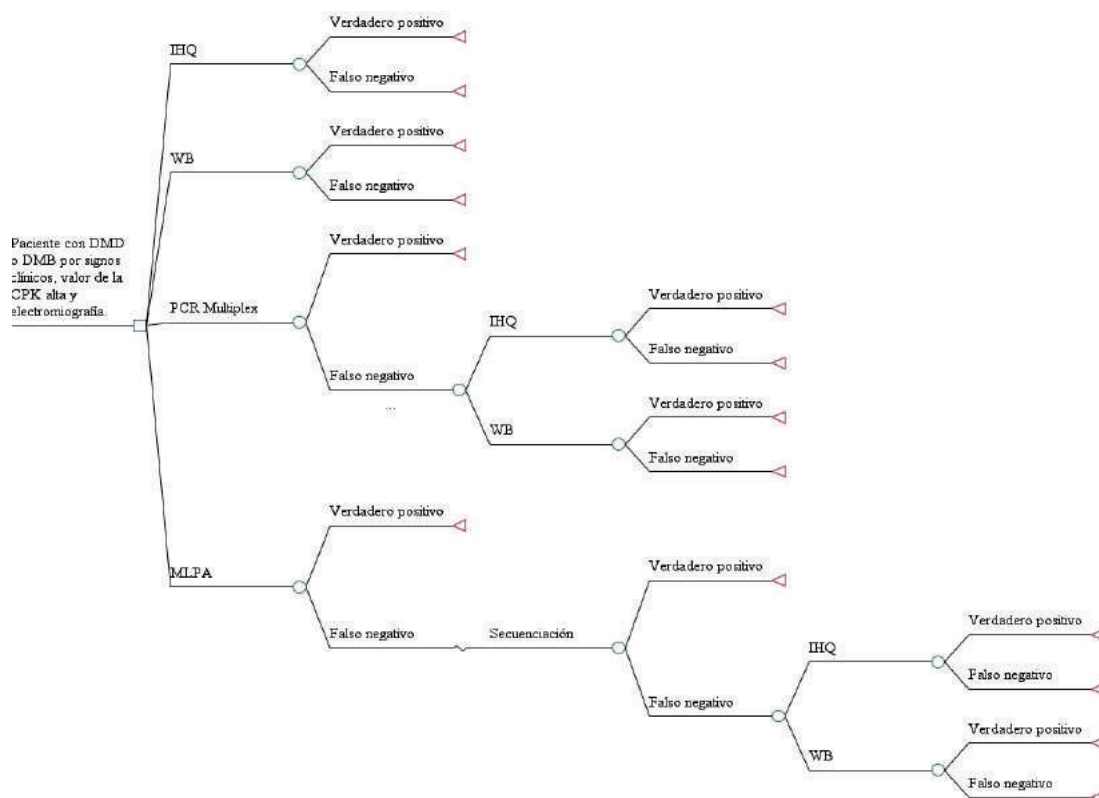 Verdadero positivo
IHQ
Falso negativo
Verdadero positivo
WB
Falso negativo
Paciente con DMD
o DMB por signos
clínicos, valor de la
CPK alta y
electromiografía.
Verdadero positivo
PCR Multiplex
Falso negativo
...
IHQ
Verdadero positivo
Falso negativo
WB
Verdadero positivo
Falso negativo
MLPA
Verdadero positivo
Falso negativo
Secuenciación
Verdadero positivo
Falso negativo
IHQ
Verdadero positivo
Falso negativo
WB
Verdadero positivo
Falso negativo